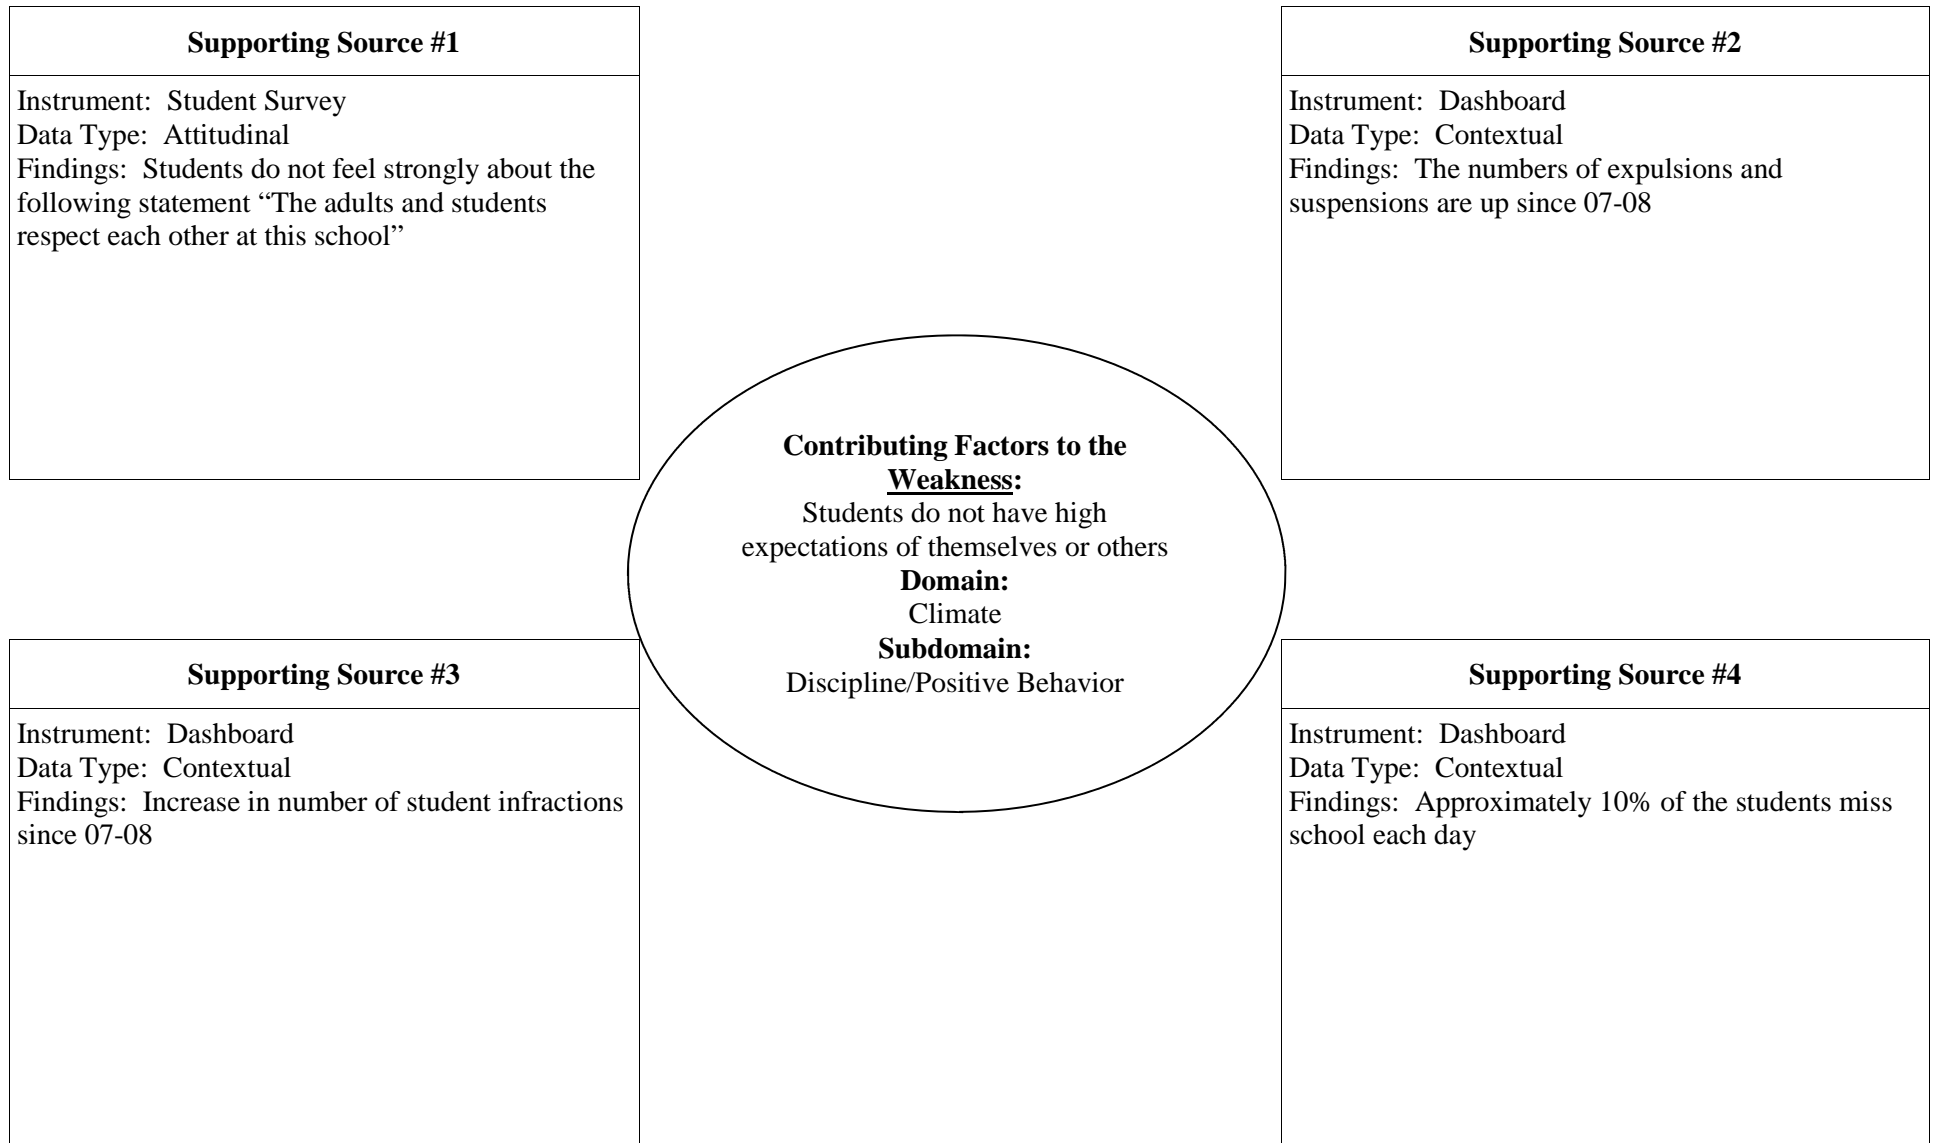 Supporting Source #1
Instrument: Student Survey
Data Type: Attitudinal
Findings: Students do not feel strongly about the
following statement “The adults and students
respect each other at this school”
Supporting Source #2
Instrument: Dashboard
Data Type: Contextual
Findings: The numbers of expulsions and
suspensions are up since 07-08
Contributing Factors to the
Weakness:
Students do not have high
expectations of themselves or others
Domain:
Climate
Subdomain:
Discipline/Positive Behavior
Supporting Source #3
Instrument: Dashboard
Data Type: Contextual
Findings: Increase in number of student infractions
since 07-08
Supporting Source #4
Instrument: Dashboard
Data Type: Contextual
Findings: Approximately 10% of the students miss
school each day